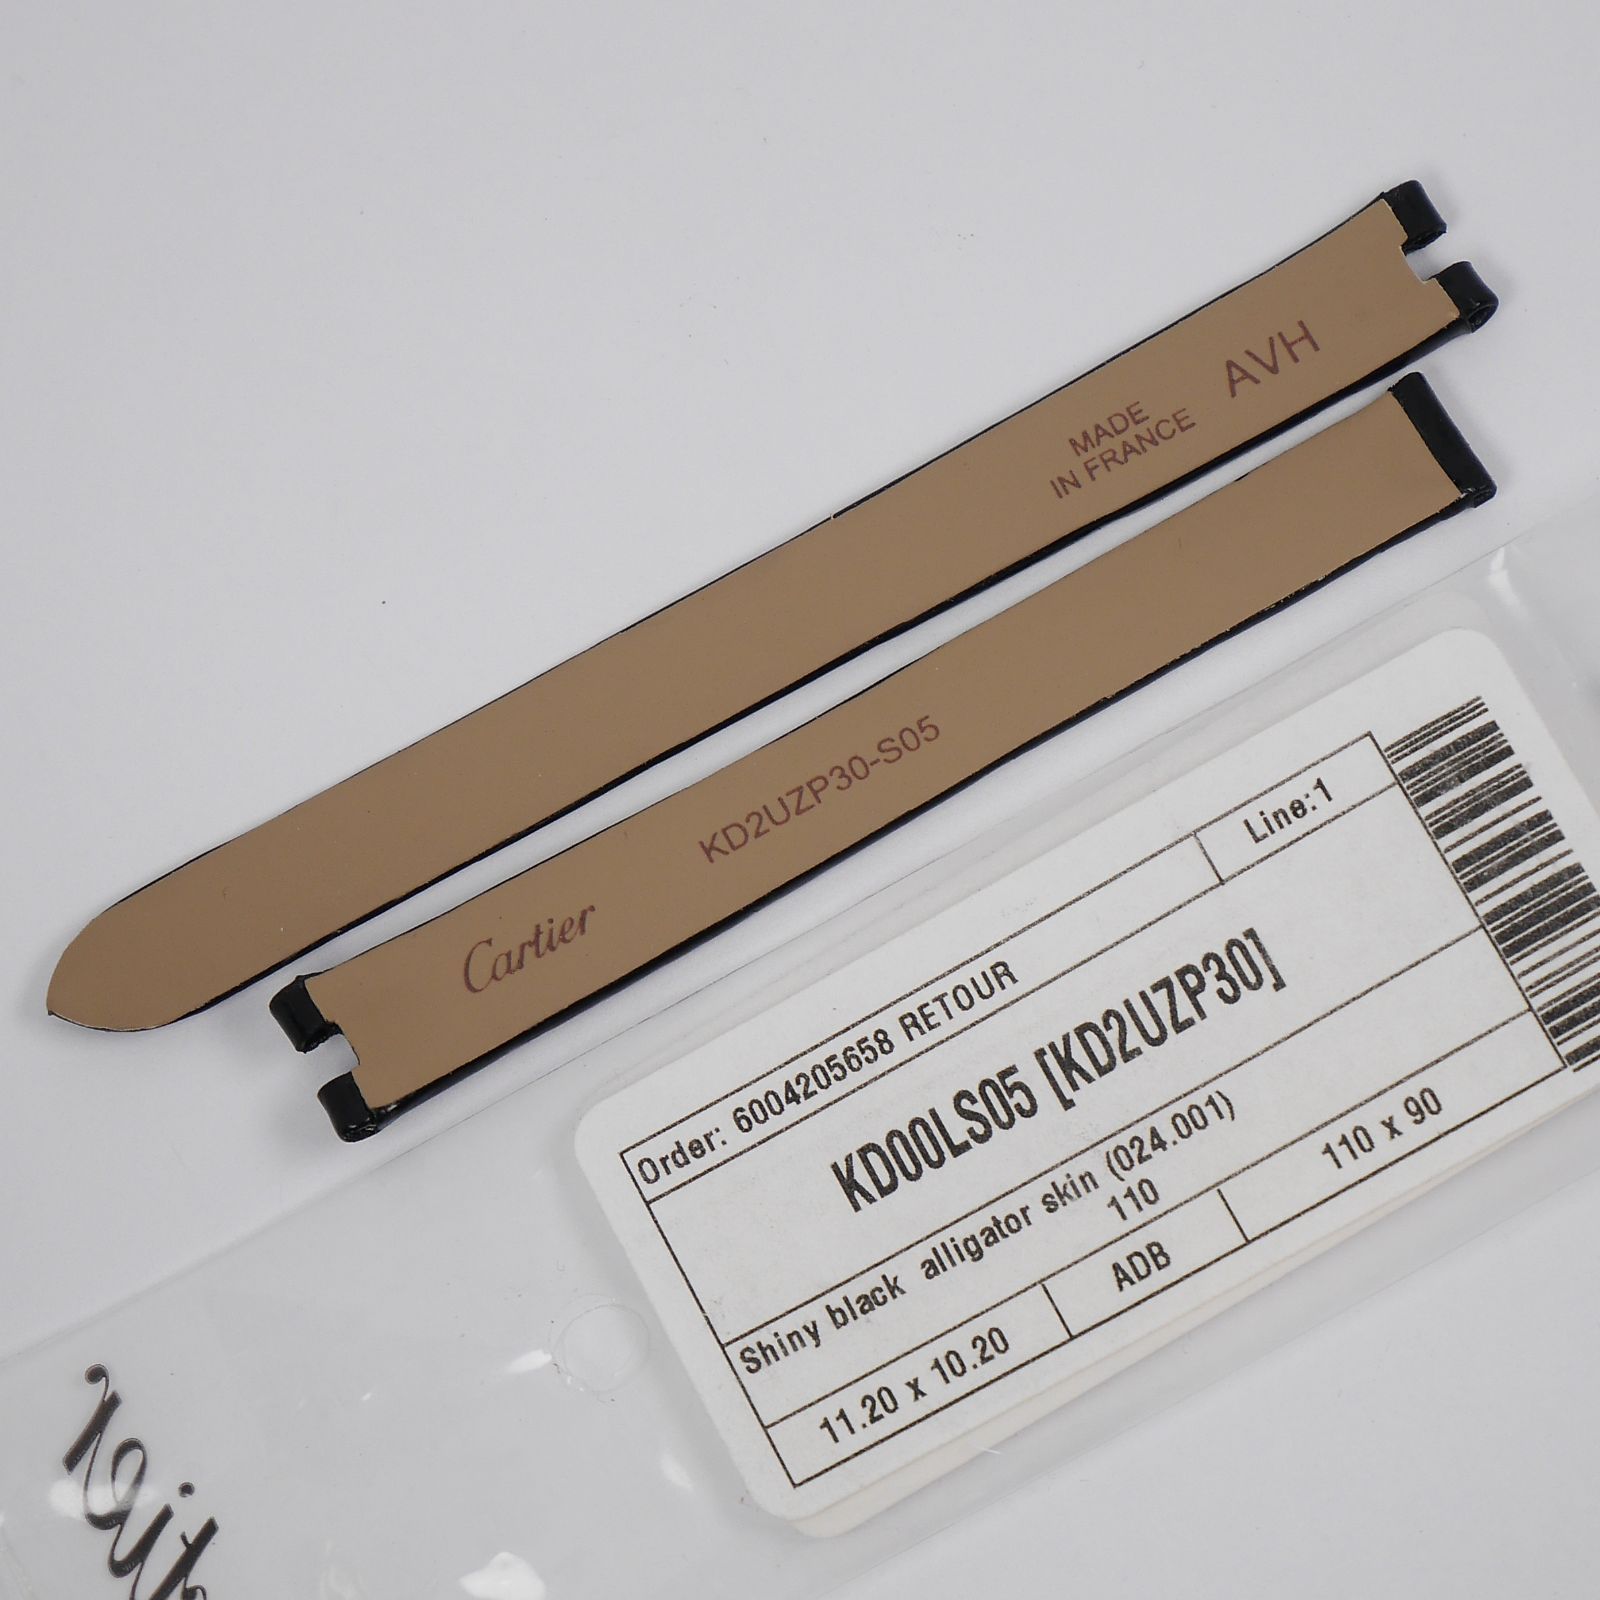 AVH
MADE
IN FRANCE
KD2UZP30-S05
Cartier
Order: 6004205658 RETOUR
Line:1
KD00LS05 [KD2UZP30]
Shiny black alligator skin (024.001)
110
11.20 x 10.20
ADB
110 x 90